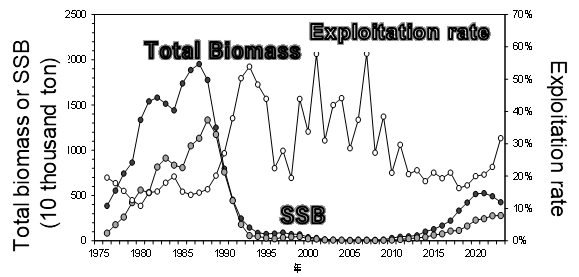 Total Biomass
Exploitation rate
SSB
Total biomass or SSB
(10 thousand ton)
Exploitation rate
2500
2000
1500
1000
500
0
70%
60%
50%
40%
30%
20%
10%
0%
1975 1980 1985 1990 1995 2000 2005 2010 2015 2020
年